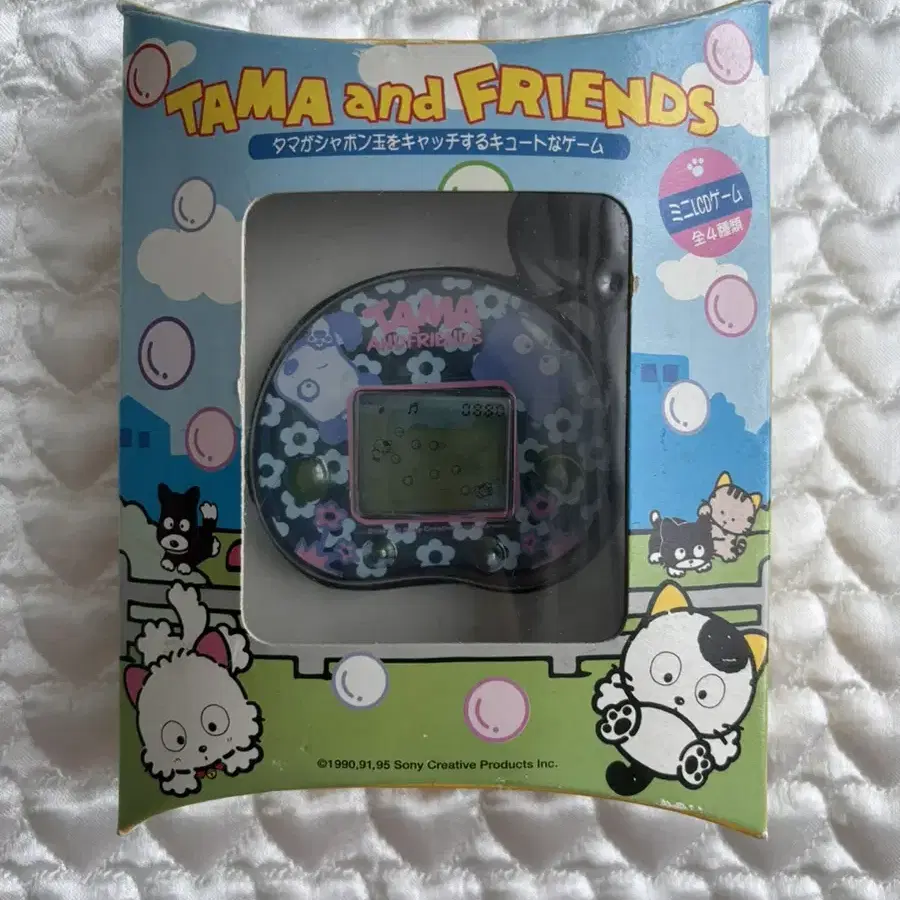 TAMA and FRIENDS
タマがシャボン玉をキャッチするキュートなゲーム
ミニLCDゲーム
全4種類
TAMA
AND FRIENDS
0880
©1990,91,95 Sony Creative Products Inc.